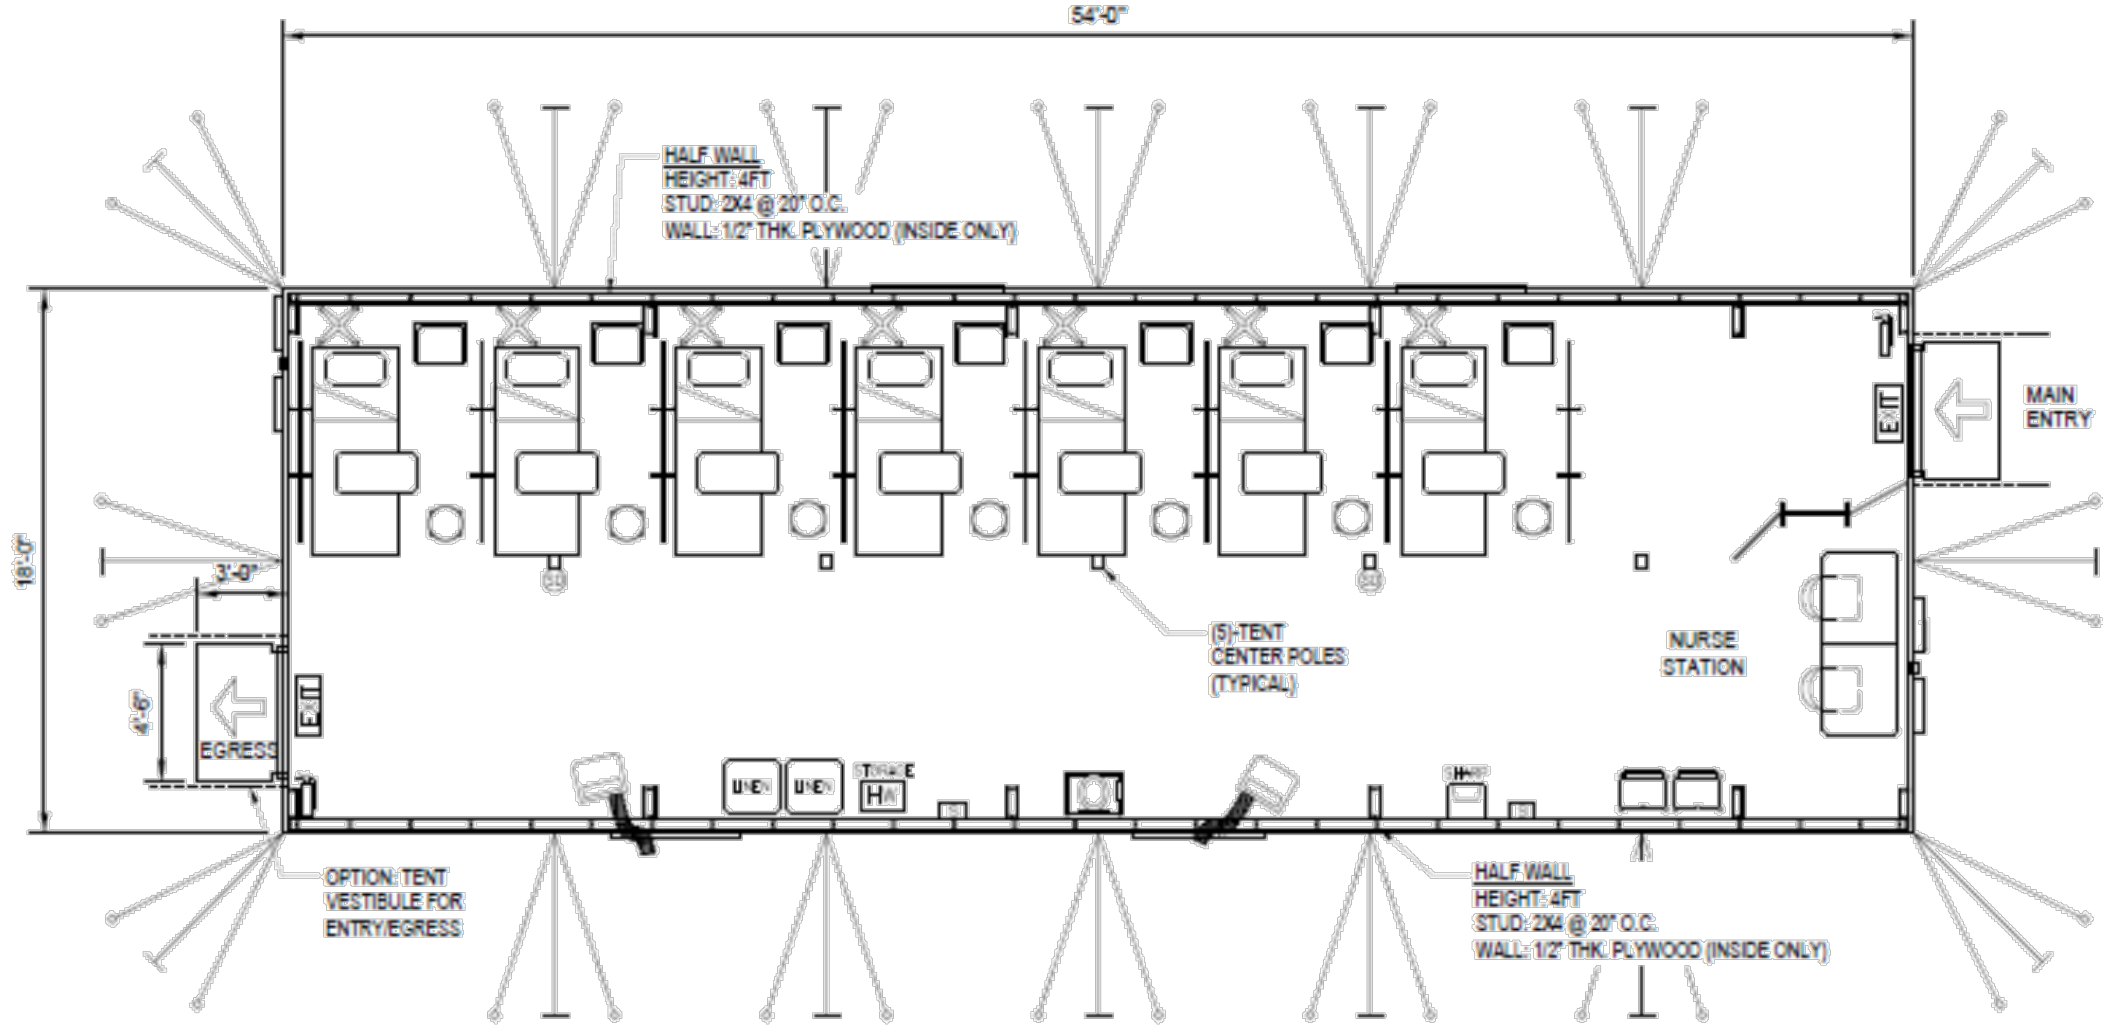 54'-0"
HALF WALL
HEIGHT: 4FT
STUD: 2X4 @ 20" O.C.
WALL: 1/2" THK. PLYWOOD (INSIDE ONLY)
MAIN
ENTRY
EXIT
18'-0"
3'-0"
SD
SD
(5)-TENT
CENTER POLES
(TYPICAL)
NURSE
STATION
4'-6"
EXIT
EGRESS
LINEN
LINEN
STORAGE
SHARP
OPTION: TENT
VESTIBULE FOR
ENTRY/EGRESS
HALF WALL
HEIGHT: 4FT
STUD: 2X4 @ 20" O.C.
WALL: 1/2" THK. PLYWOOD (INSIDE ONLY)